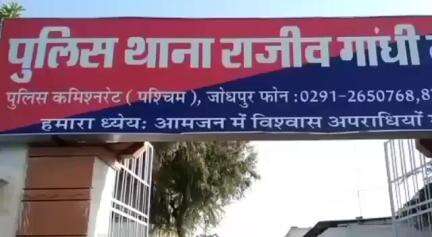 पुलिस थाना राजीव गांधी
पुलिस कमिश्नरेट ( पश्चिम ), जोधपुर फोन :0291-2650768,
हमारा ध्येयः आमजन में विश्वास अपराधियों